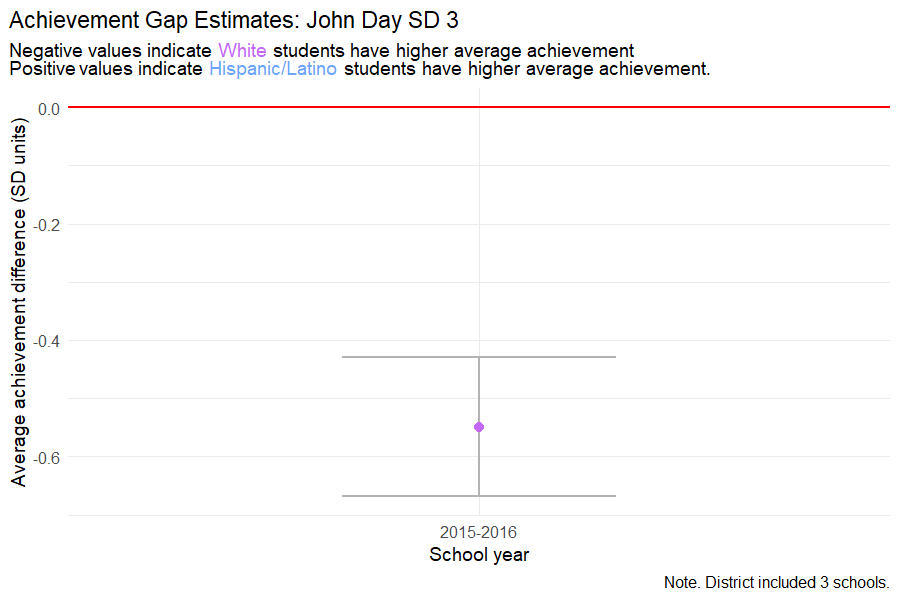 Achievement Gap Estimates: John Day SD 3
Negative values indicate White students have higher average achievement
Positive values indicate Hispanic/Latino students have higher average achievement.
Average achievement difference (SD units)
0.0
-0.2
-0.4
-0.6
2015-2016
School year
Note. District included 3 schools.